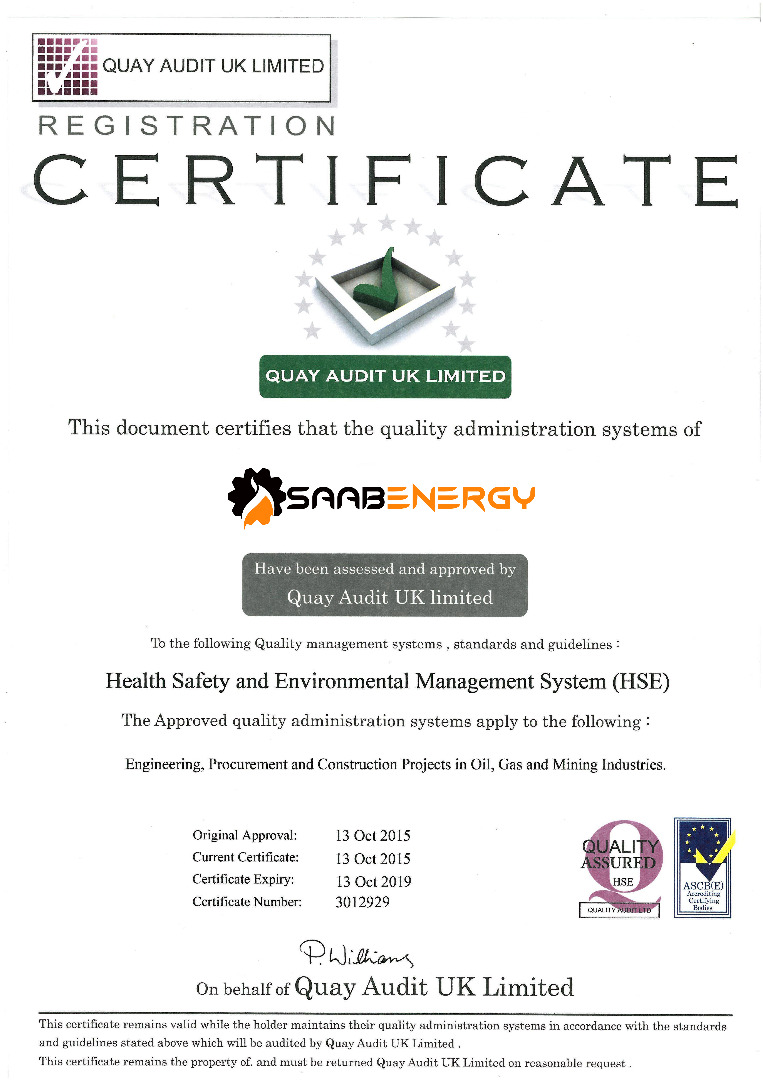 QUAY AUDIT UK LIMITED
REGISTRATION
CERTIFICATE
QUAY AUDIT UK LIMITED
This document certifies that the quality administration systems of
SAABENERGY
Have been assessed and approved by
Quay Audit UK limited
To the following Quality management systems , standards and guidelines :
Health Safety and Environmental Management System (HSE)
The Approved quality administration systems apply to the following :
Engineering, Procurement and Construction Projects in Oil, Gas and Mining Industries.
Original Approval: 13 Oct 2015
Current Certificate: 13 Oct 2015
Certificate Expiry: 13 Oct 2019
Certificate Number: 3012929
QUALITY
ASSURED
HSE
QUALITY AUDIT LTD
ASCB(E)
Accrediting
Certifying
Bodies
P. Williams
On behalf of Quay Audit UK Limited
This certificate remains valid while the holder maintains their quality administration systems in accordance with the standards
and guidelines stated above which will be audited by Quay Audit UK Limited .
This certificate remains the property of. and must be returned Quay Audit UK Limited on reasonable request .